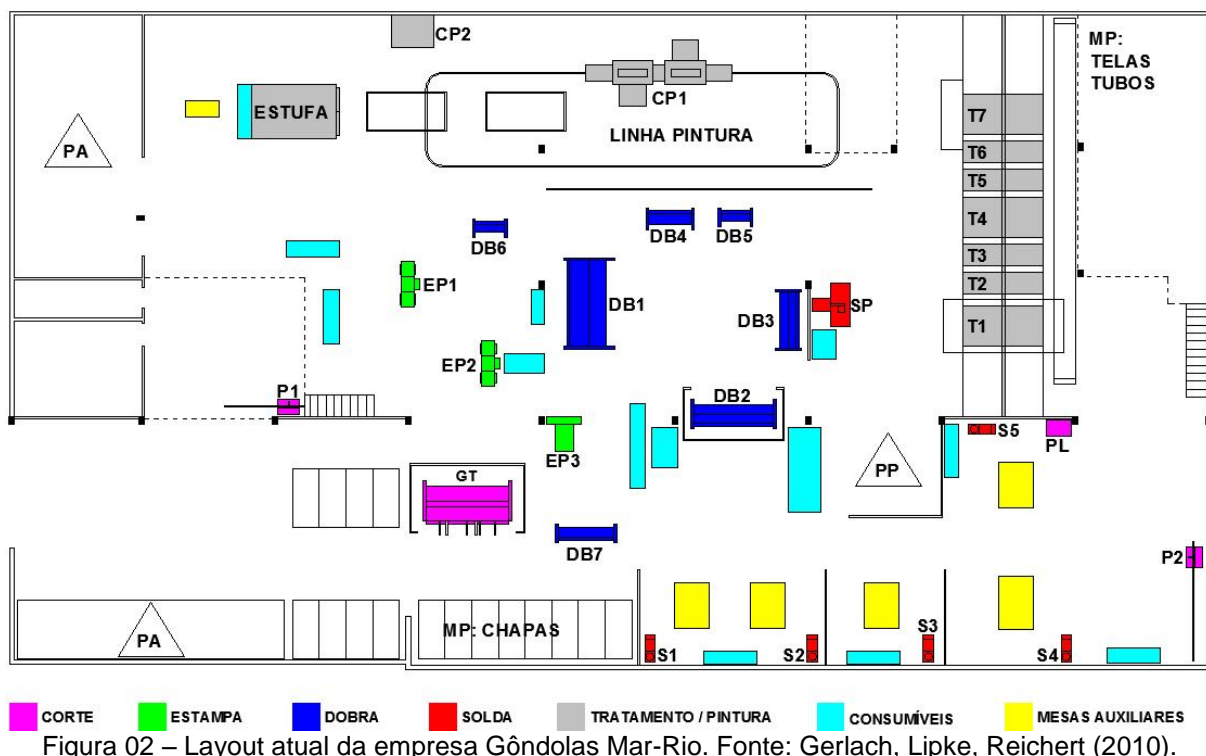 CP2
MP:
TELAS
TUBOS
CP1
ESTUFA
T7
LINHA PINTURA
PA
T6
T5
T4
DB4
DB5
DB6
T3
EP1
T2
DB1
DB3
SP
T1
EP2
P1
DB2
S5
PL
EP3
PP
GT
DB7
P2
MP: CHAPAS
PA
S3
S1
S2
S4
CORTE
ESTAMPA
DOBRA
SOLDA
TRATAMENTO / PINTURA
CONSUMÍVEIS
MESAS AUXILIARES
Figura 02 – Layout atual da empresa Gôndolas Mar-Rio. Fonte: Gerlach, Lipke, Reichert (2010).